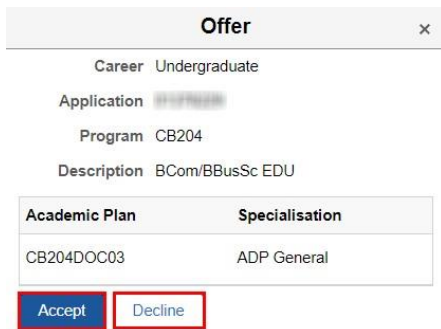 Offer ×
Career Undergraduate
Application
Program CB204
Description BCom/BBusSc EDU
Academic Plan Specialisation
CB204DOC03 ADP General
Accept Decline